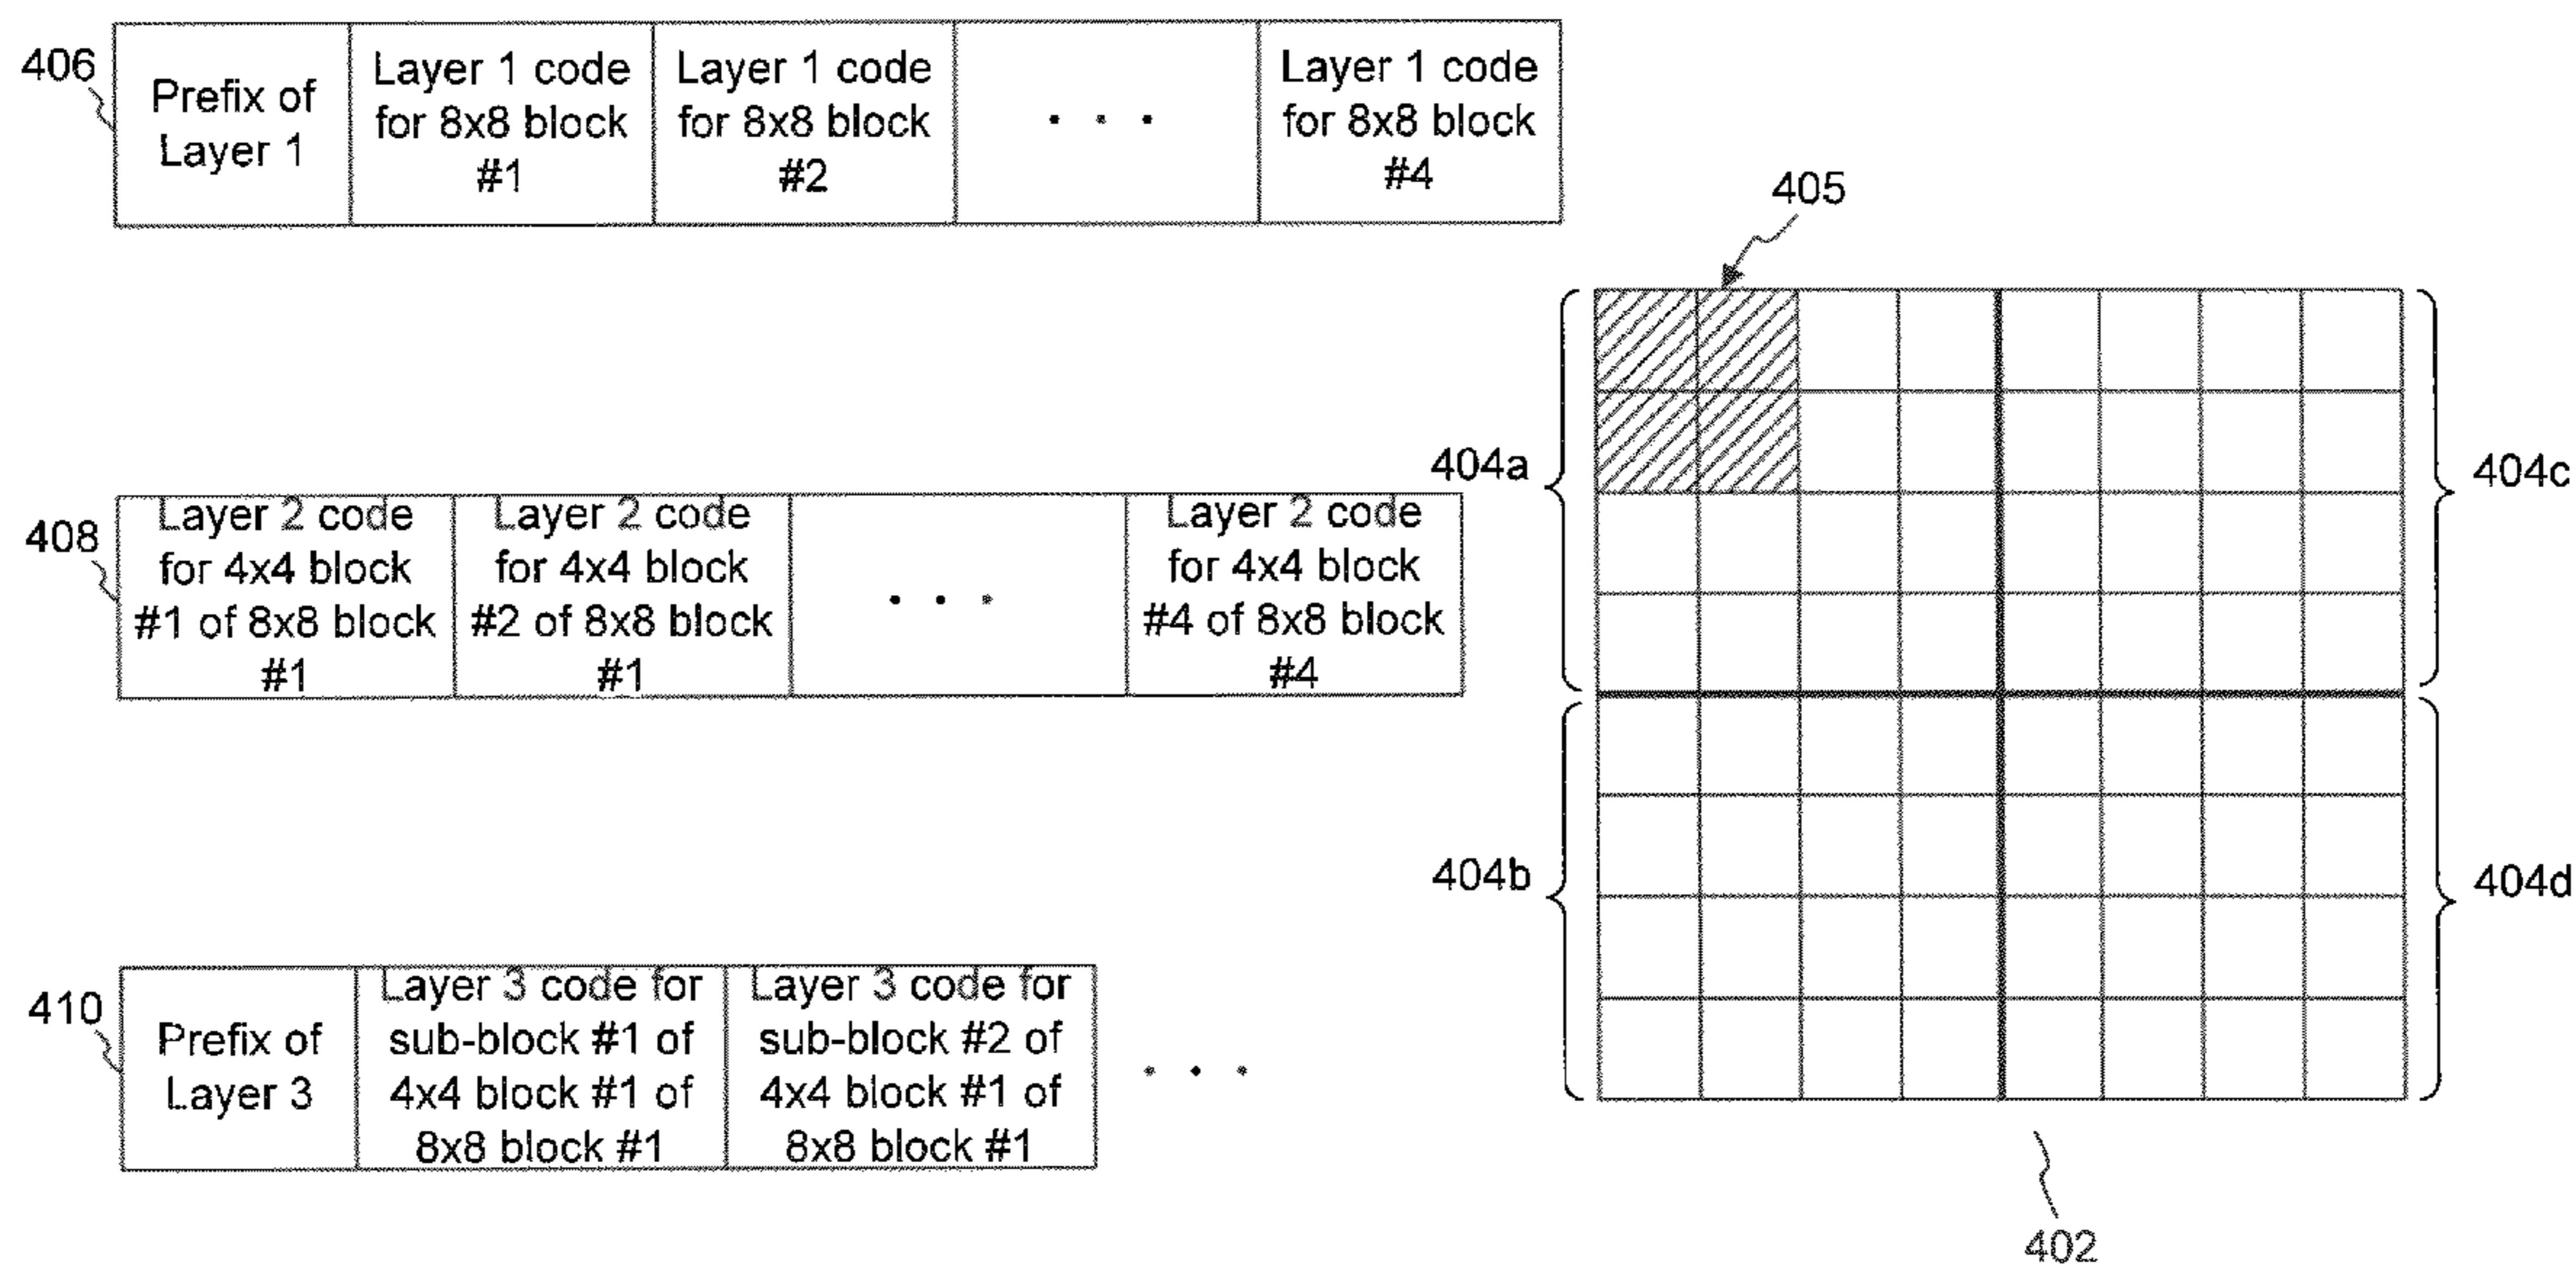 406
Prefix of
Layer 1
Layer 1 code
for 8x8 block
#1
Layer 1 code
for 8x8 block
#2
. . .
Layer 1 code
for 8x8 block
#4
405
404a
404c
408
Layer 2 code
for 4x4 block
#1 of 8x8 block
#1
Layer 2 code
for 4x4 block
#2 of 8x8 block
#1
. . .
Layer 2 code
for 4x4 block
#4 of 8x8 block
#4
404b
404d
410
Prefix of
Layer 3
Layer 3 code for
sub-block #1 of
4x4 block #1 of
8x8 block #1
Layer 3 code for
sub-block #2 of
4x4 block #1 of
8x8 block #1
. . .
402